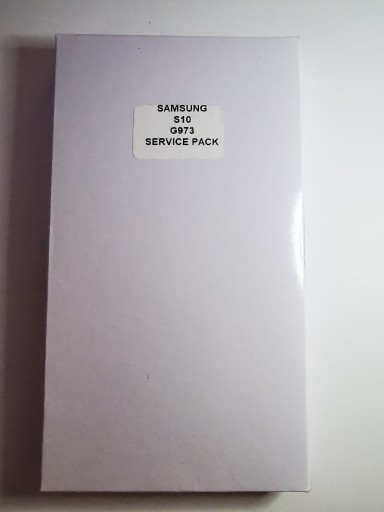 SAMSUNG
S10
G973
SERVICE PACK